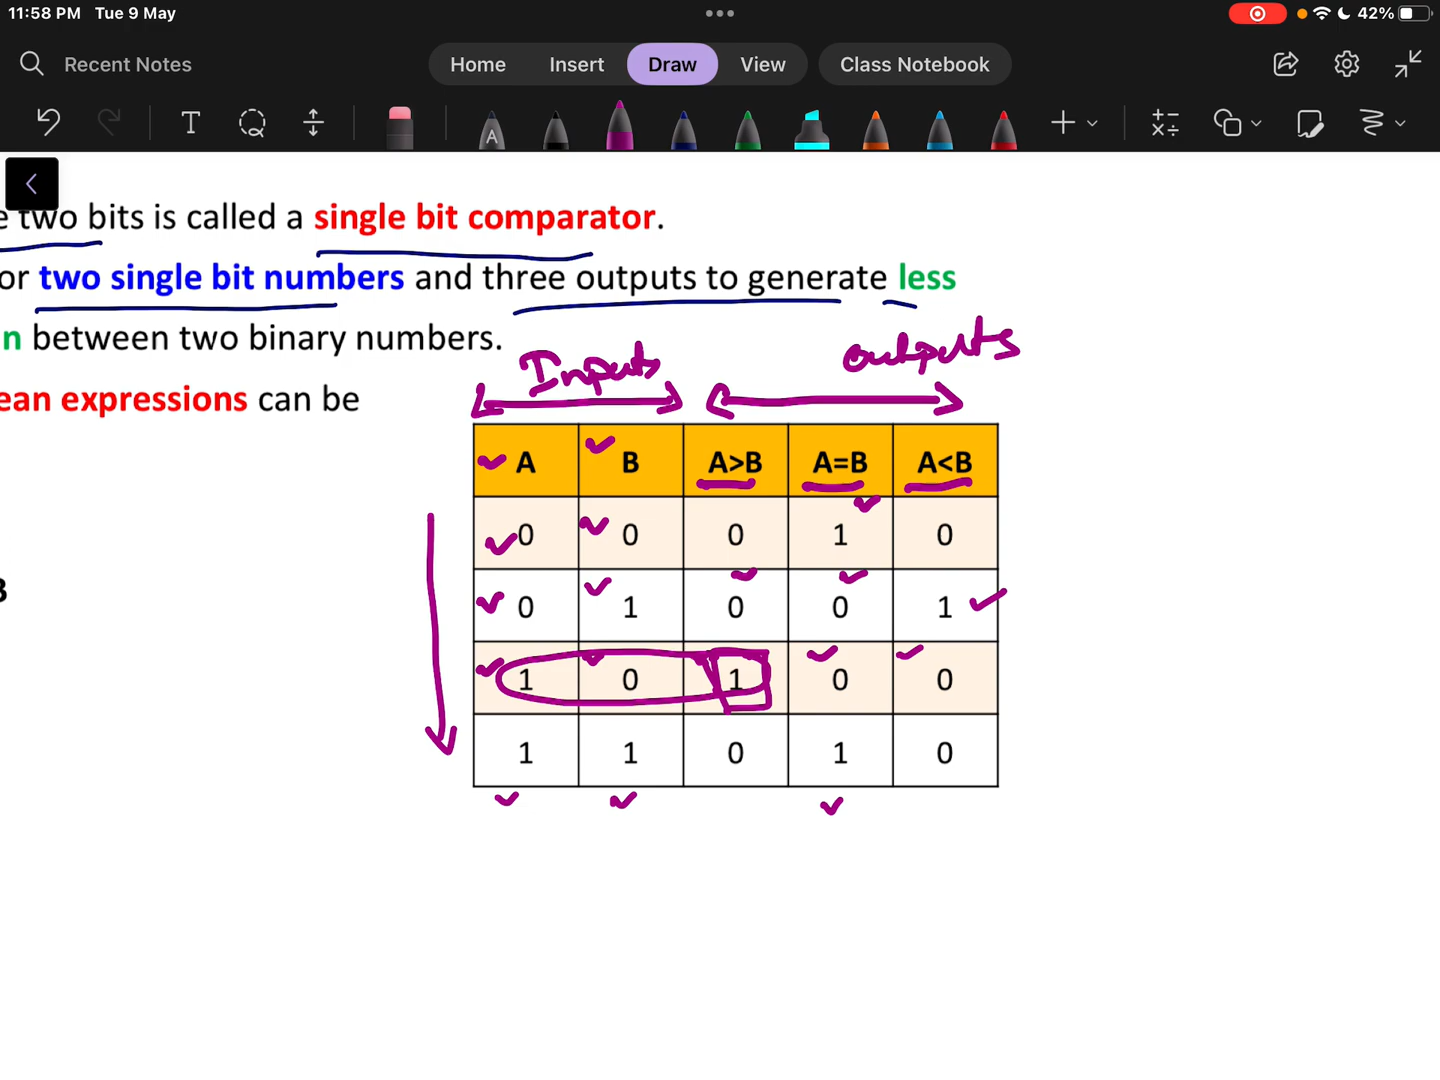 11:58 PM Tue 9 May
42%
Recent Notes
Home Insert Draw View Class Notebook
T
A
e two bits is called a single bit comparator.
or two single bit numbers and three outputs to generate less
n between two binary numbers.
Inputs outputs
ean expressions can be
A B A>B A=B A<B
0 0 0 1 0
B
0 1 0 0 1
1 0 1 0 0
1 1 0 1 0